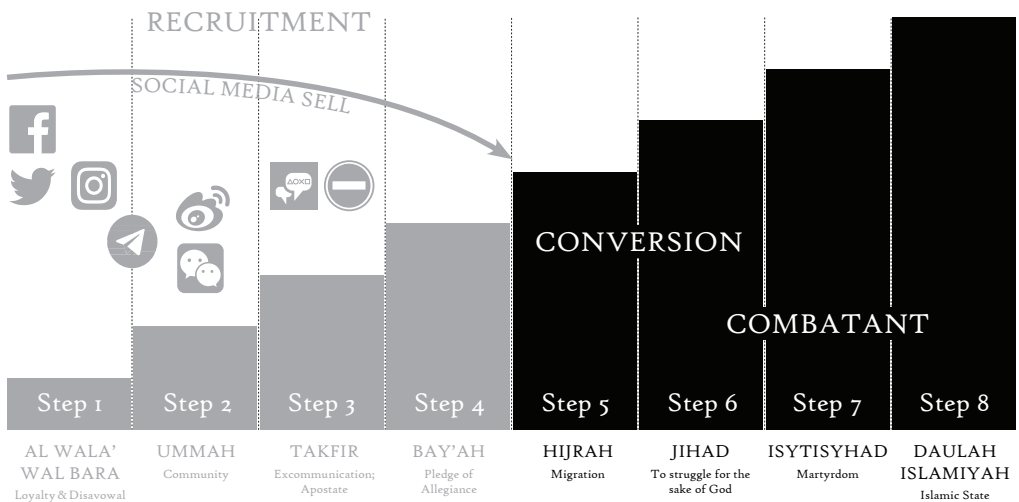 RECRUITMENT
SOCIAL MEDIA SELL
CONVERSION
COMBATANT
Step 1
Step 2
Step 3
Step 4
Step 5
Step 6
Step 7
Step 8
AL WALA’
WAL BARA
Loyalty & Disavowal
UMMAH
Community
TAKFIR
Excommunication;
Apostate
BAY’AH
Pledge of
Allegiance
HIJRAH
Migration
JIHAD
To struggle for the
sake of God
ISYTISYHAD
Martyrdom
DAULAH
ISLAMIYAH
Islamic State